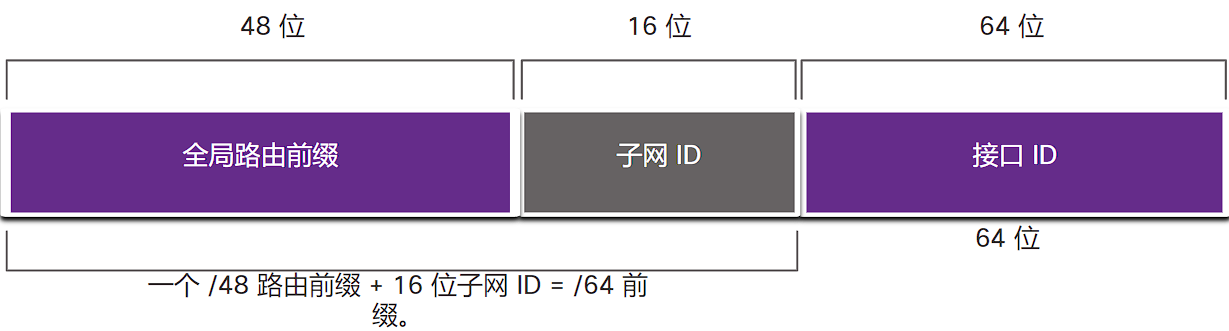 48 位
16 位
64 位
全局路由前缀
子网 ID
接口 ID
64 位
一个 /48 路由前缀 + 16 位子网 ID = /64 前
缀。